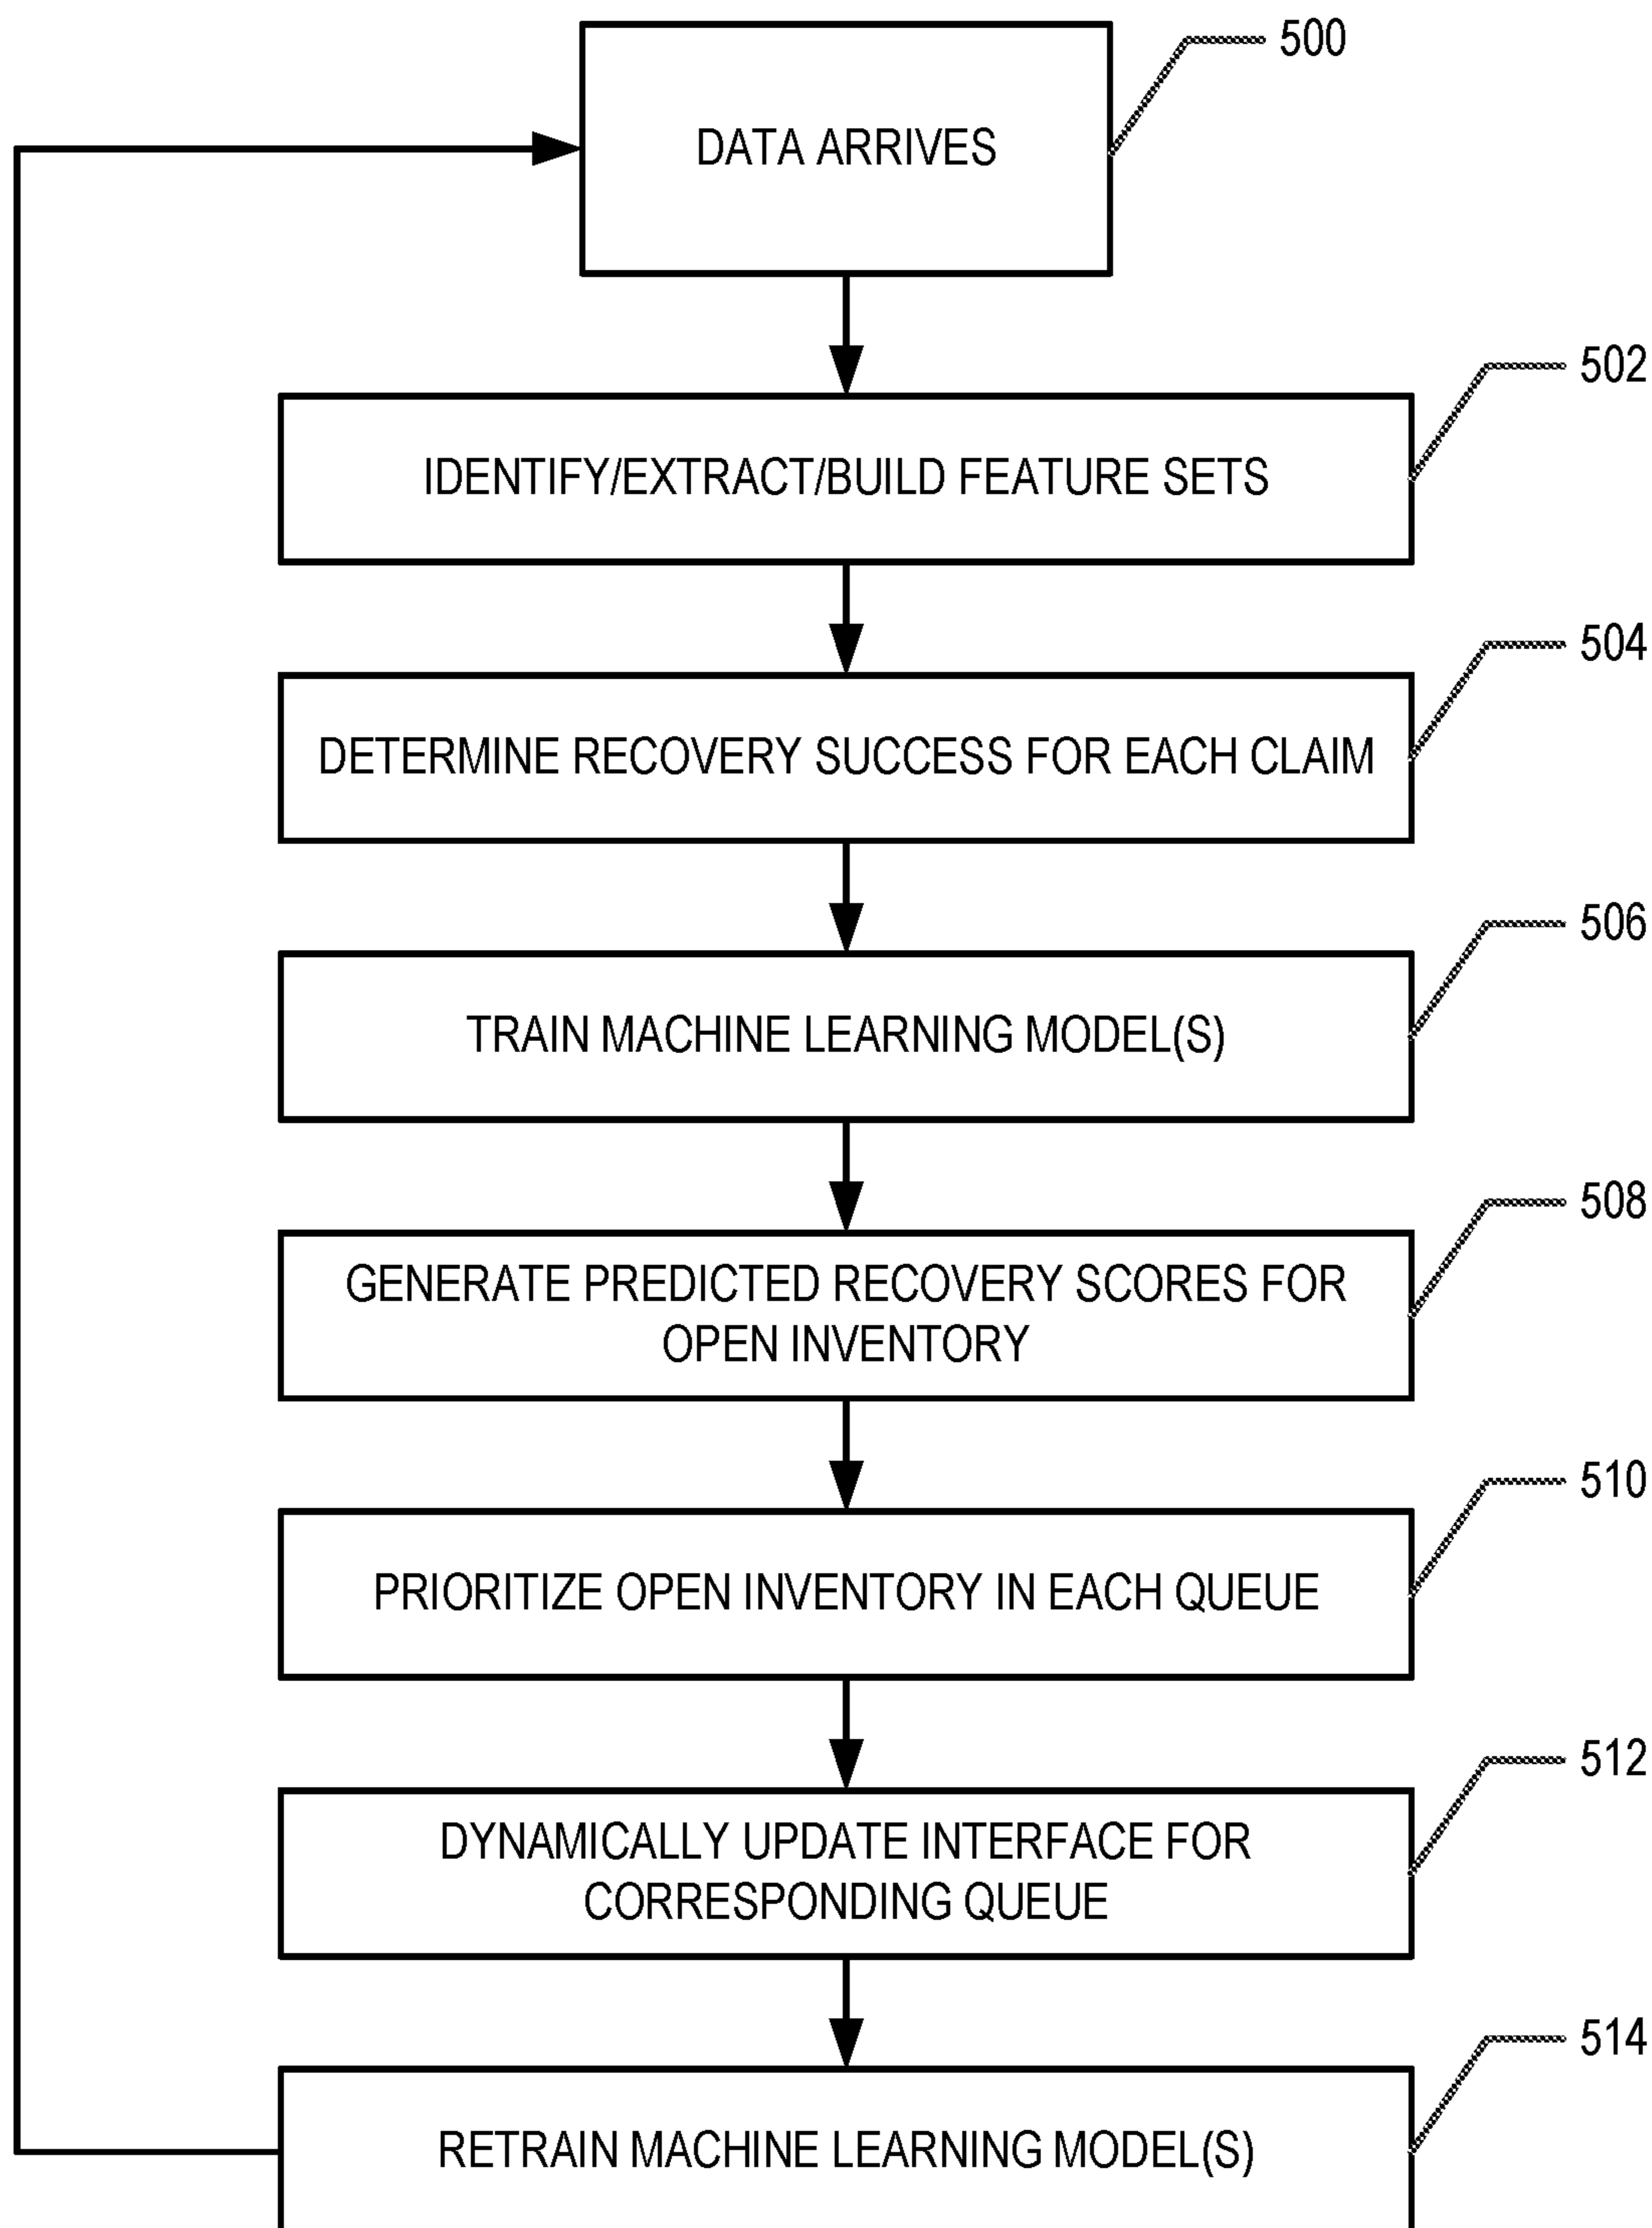 500
DATA ARRIVES
502
IDENTIFY/EXTRACT/BUILD FEATURE SETS
504
DETERMINE RECOVERY SUCCESS FOR EACH CLAIM
506
TRAIN MACHINE LEARNING MODEL(S)
508
GENERATE PREDICTED RECOVERY SCORES FOR
OPEN INVENTORY
510
PRIORITIZE OPEN INVENTORY IN EACH QUEUE
512
DYNAMICALLY UPDATE INTERFACE FOR
CORRESPONDING QUEUE
514
RETRAIN MACHINE LEARNING MODEL(S)